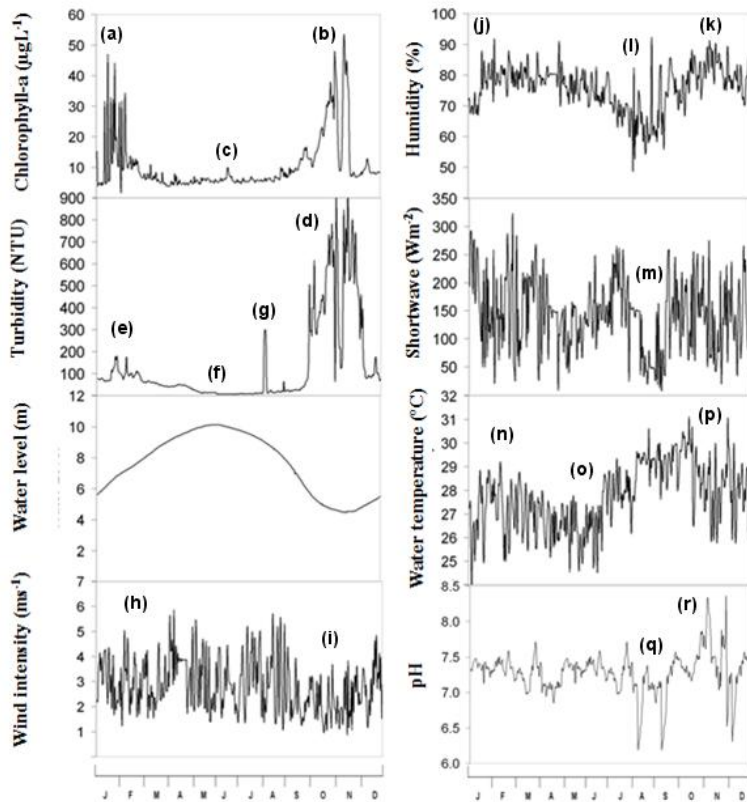 Chlorophyll-a (µgL⁻¹)
60
50
40
30
20
10
(a)
(b)
(c)
Turbidity (NTU)
900
800
700
600
500
400
300
200
100
(d)
(e)
(f)
(g)
Water level (m)
12
10
8
6
4
2
Wind intensity (ms⁻¹)
7
6
5
4
3
2
1
(h)
(i)
J F M A M J J A S O N D
Humidity (%)
100
90
80
70
60
50
(j)
(k)
(l)
Shortwave (Wm⁻²)
350
300
250
200
150
100
50
(m)
Water temperature (°C)
32
31
30
29
28
27
26
25
(n)
(o)
(p)
pH
8.5
8.0
7.5
7.0
6.5
6.0
(q)
(r)
J F M A M J J A S O N D